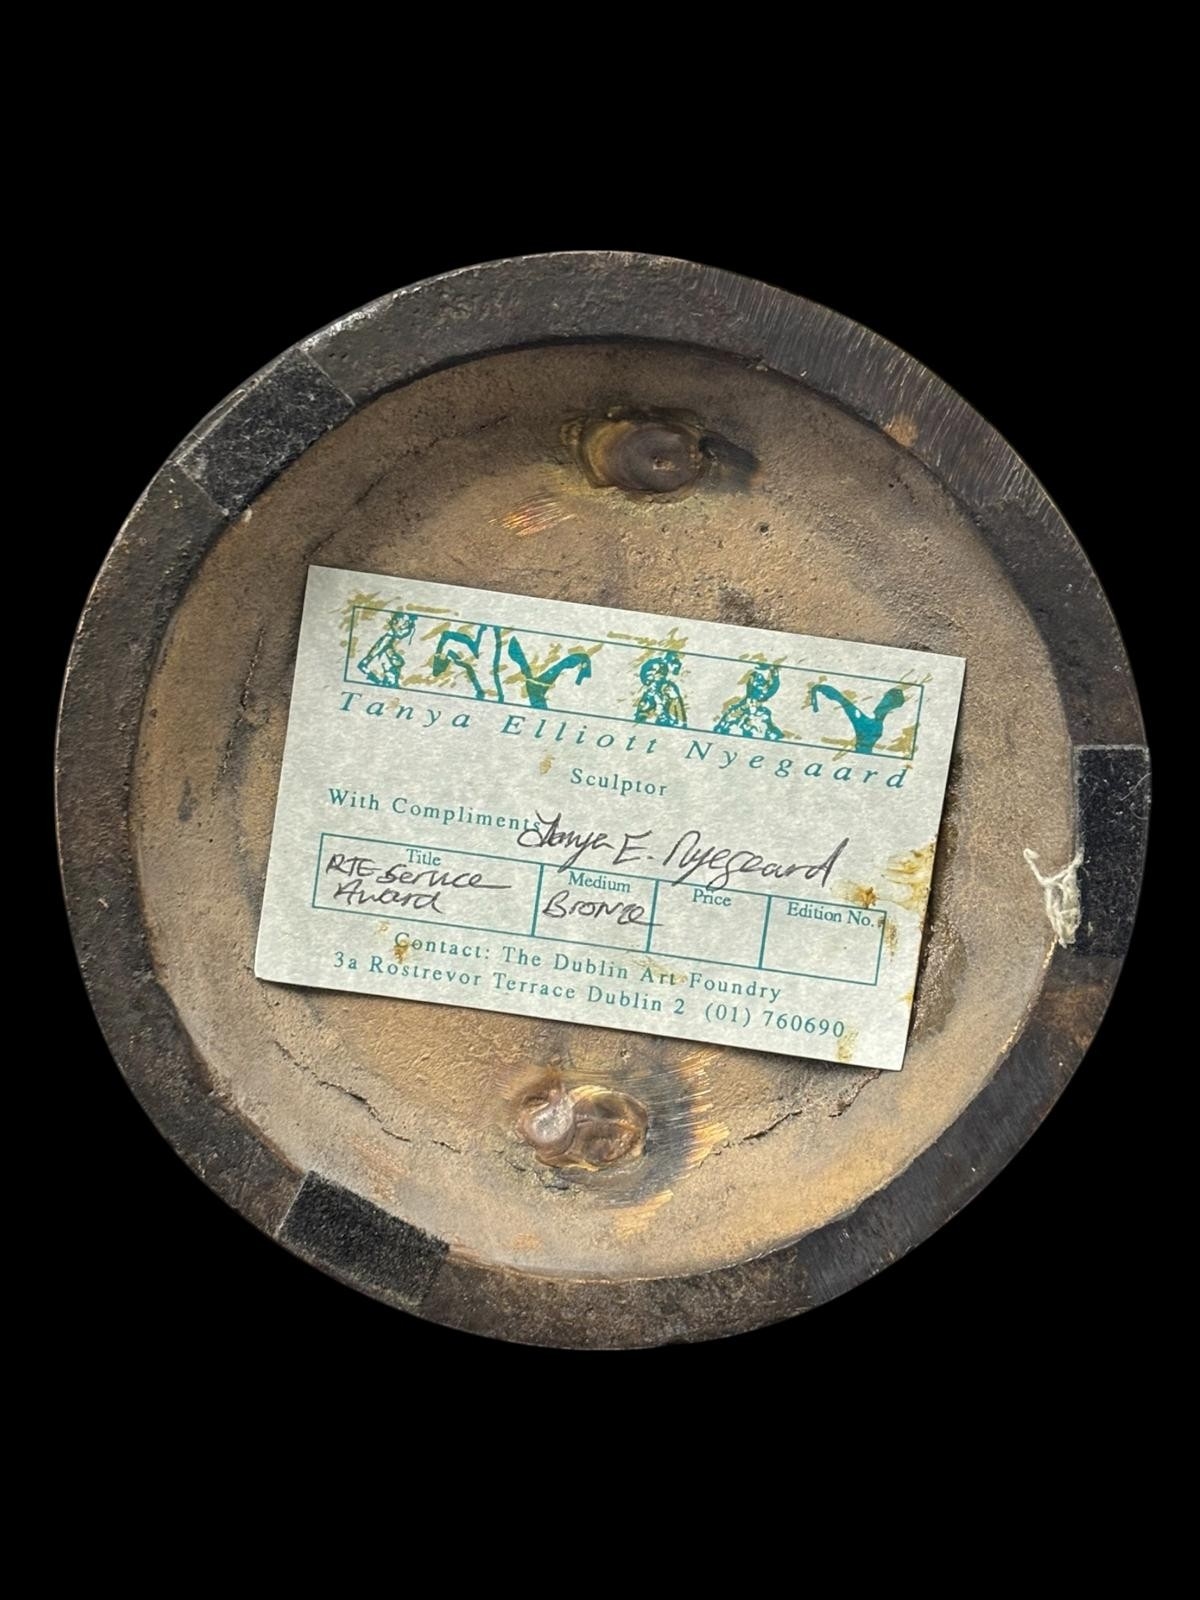 Tanya Elliott Nyegaard
Sculptor
With Compliments Tanya E. Nyegaard
Title
RTE Service
Award
Medium
Bronze
Price
Edition No.
Contact: The Dublin Art Foundry
3a Rostrevor Terrace Dublin 2 (01) 760690